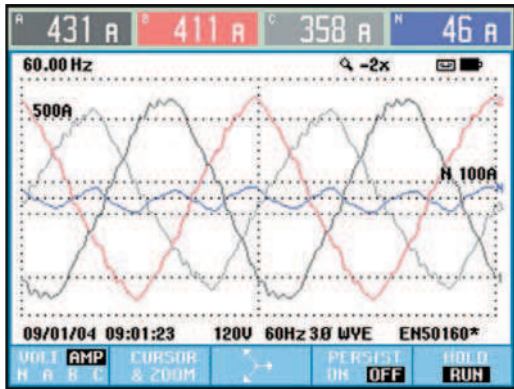 A 431 A B 411 A C 358 A N 46 A
60.00 Hz -2x
500A
N 100A
09/01/04 09:01:23 120V 60Hz 3Ø WYE EN50160*
VOLT AMP CURSOR PERSIST HOLD
N A B C & ZOOM ON OFF RUN